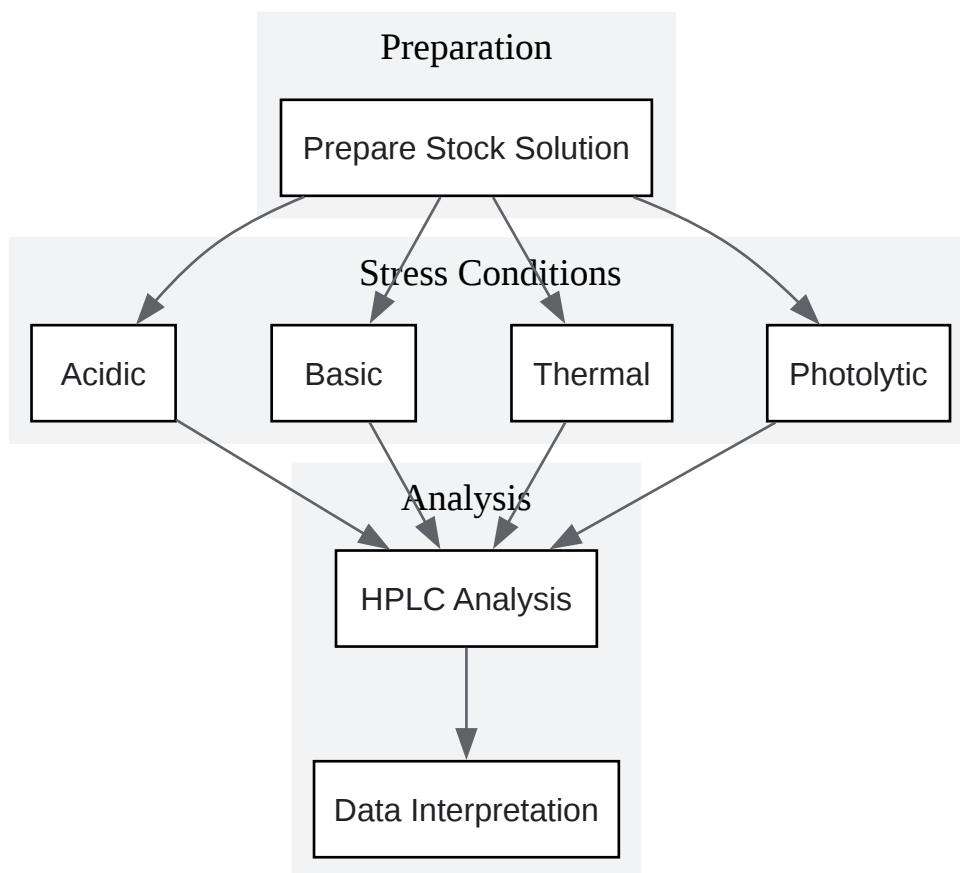 Preparation
Prepare Stock Solution
Stress Conditions
Acidic
Basic
Thermal
Photolytic
Analysis
HPLC Analysis
Data Interpretation